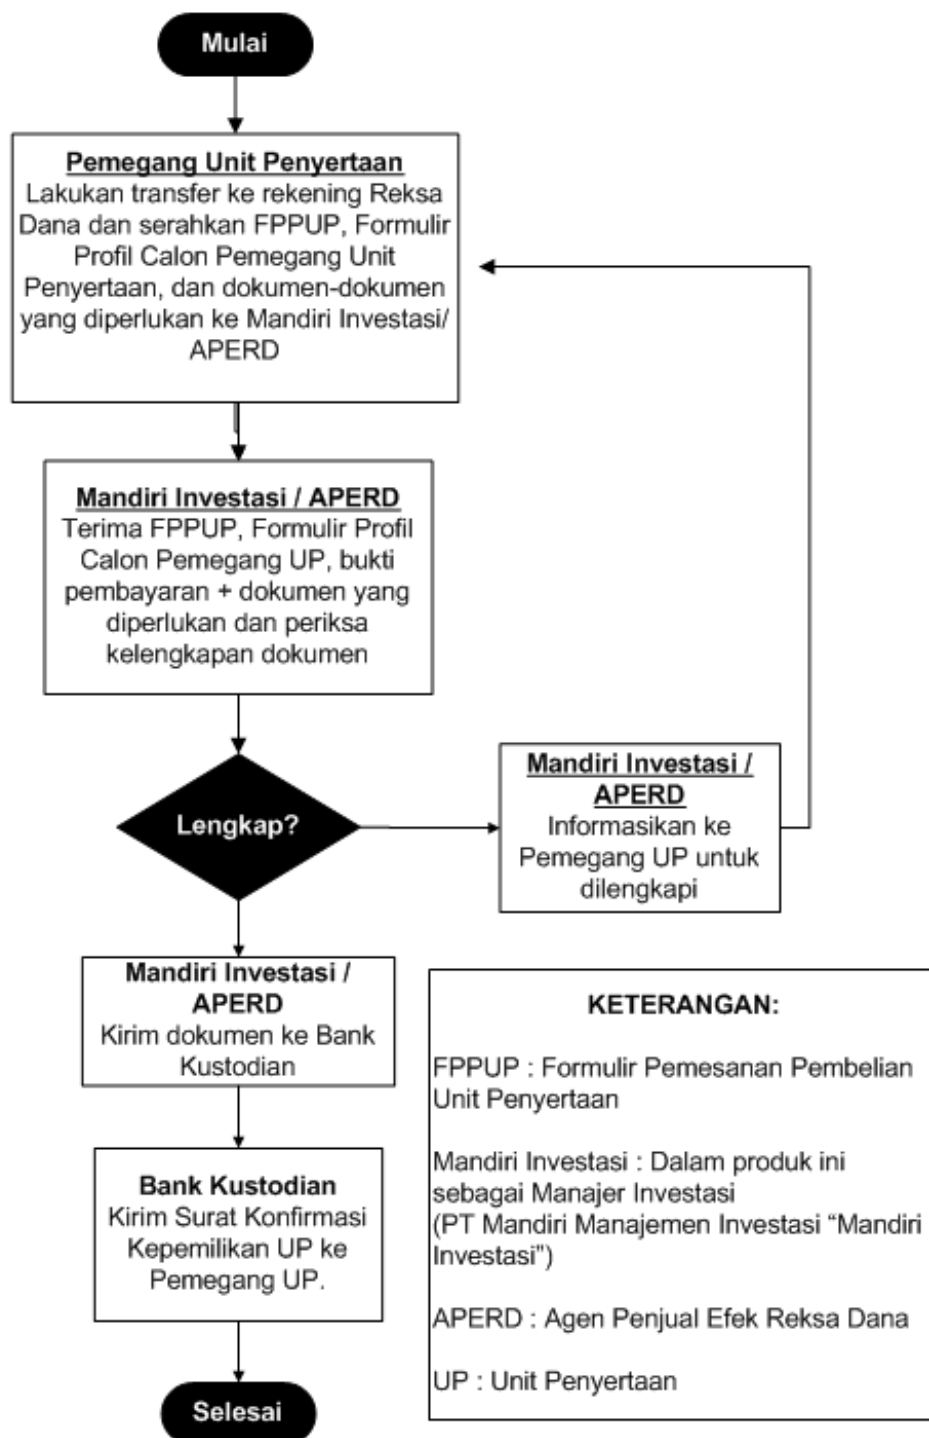 Mulai
Pemegang Unit Penyertaan
Lakukan transfer ke rekening Reksa
Dana dan serahkan FPPUP, Formulir
Profil Calon Pemegang Unit
Penyertaan, dan dokumen-dokumen
yang diperlukan ke Mandiri Investasi/
APERD
Mandiri Investasi / APERD
Terima FPPUP, Formulir Profil
Calon Pemegang UP, bukti
pembayaran + dokumen yang
diperlukan dan periksa
kelengkapan dokumen
Lengkap?
Mandiri Investasi /
APERD
Informasikan ke
Pemegang UP untuk
dilengkapi
Mandiri Investasi /
APERD
Kirim dokumen ke Bank
Kustodian
Bank Kustodian
Kirim Surat Konfirmasi
Kepemilikan UP ke
Pemegang UP.
Selesai
KETERANGAN:
FPPUP : Formulir Pemesanan Pembelian
Unit Penyertaan
Mandiri Investasi : Dalam produk ini
sebagai Manajer Investasi
(PT Mandiri Manajemen Investasi “Mandiri
Investasi”)
APERD : Agen Penjual Efek Reksa Dana
UP : Unit Penyertaan